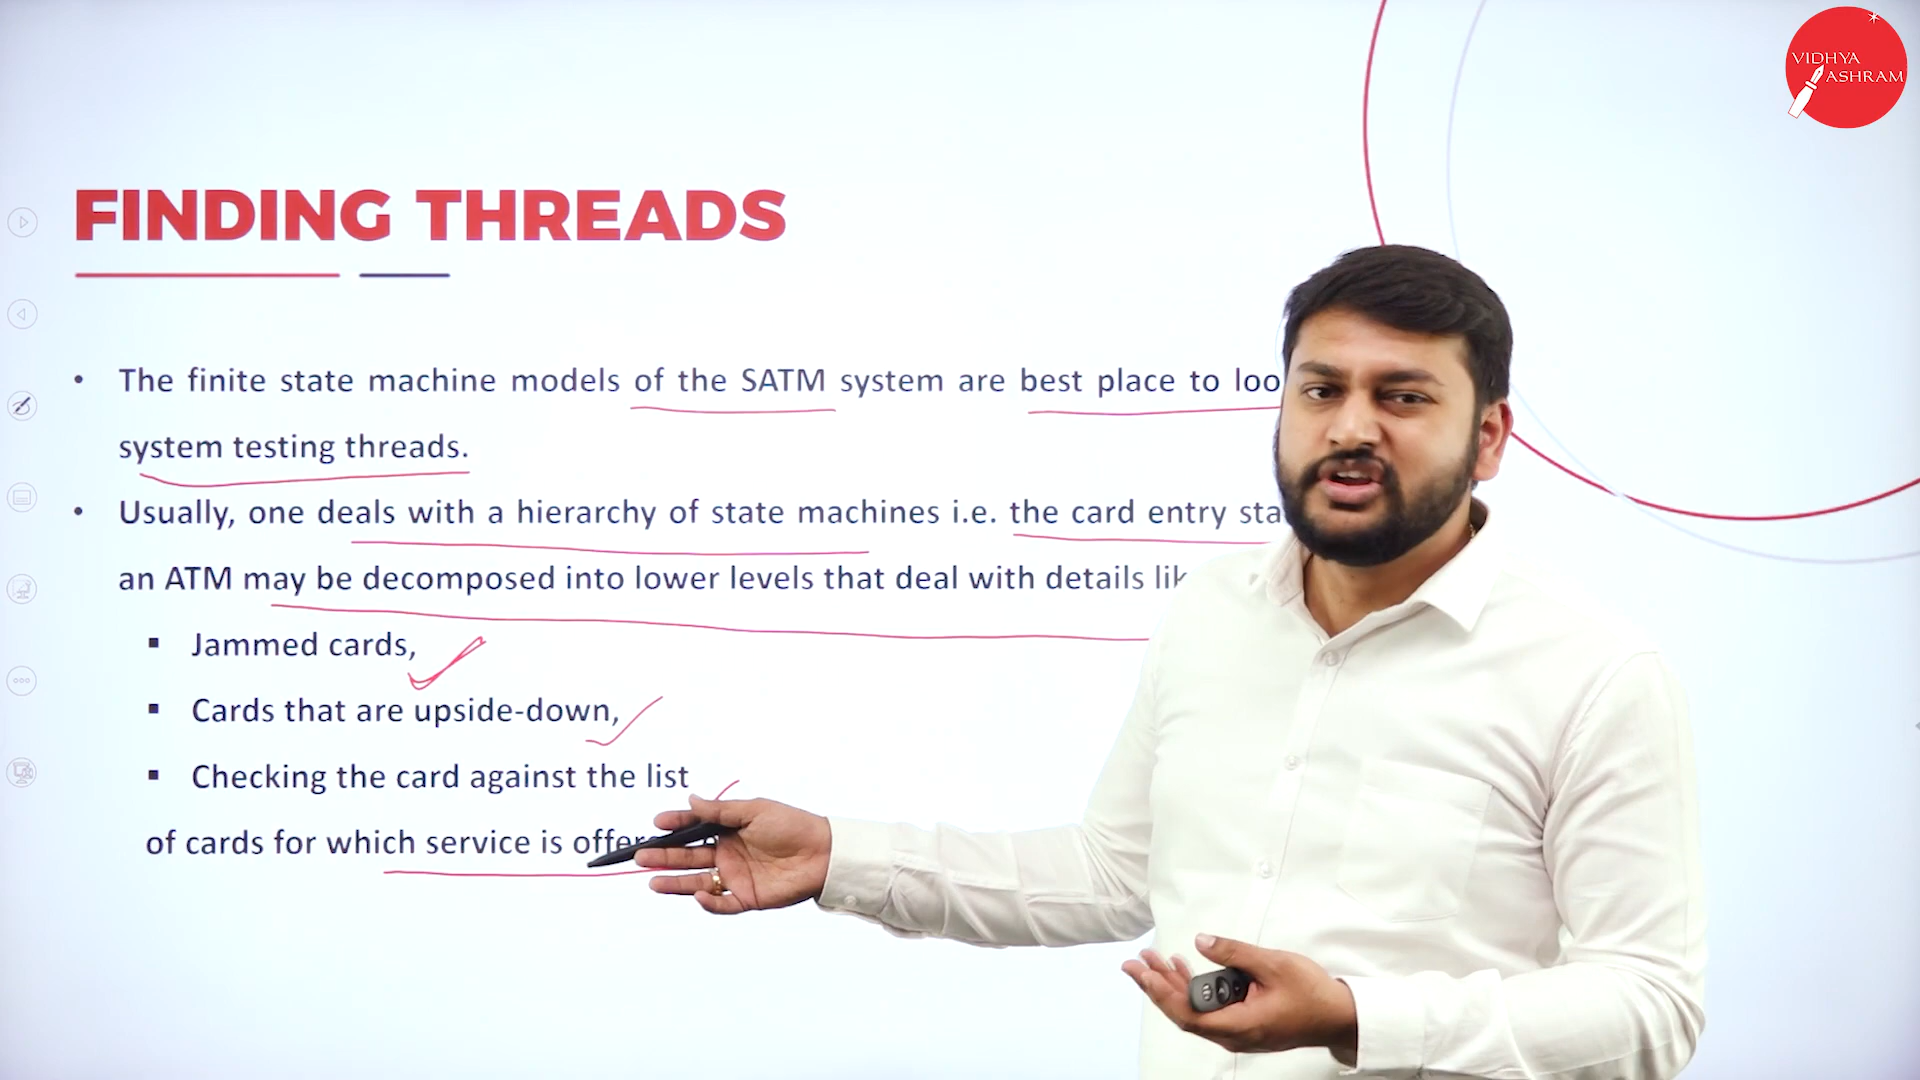 VIDHYA
ASHRAM
FINDING THREADS
• The finite state machine models of the SATM system are best place to loo
system testing threads.
• Usually, one deals with a hierarchy of state machines i.e. the card entry sta
an ATM may be decomposed into lower levels that deal with details lik
▪ Jammed cards,
▪ Cards that are upside-down,
▪ Checking the card against the list
of cards for which service is offer